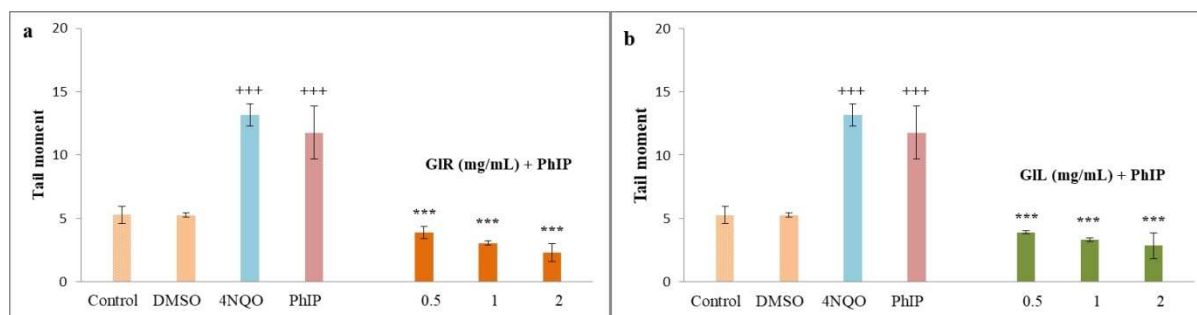 a
20
15
10
5
0
Tail moment
+++ +++
GlR (mg/mL) + PhIP
*** *** ***
Control DMSO 4NQO PhIP 0.5 1 2
b
20
15
10
5
0
Tail moment
+++ +++
GlL (mg/mL) + PhIP
*** *** ***
Control DMSO 4NQO PhIP 0.5 1 2